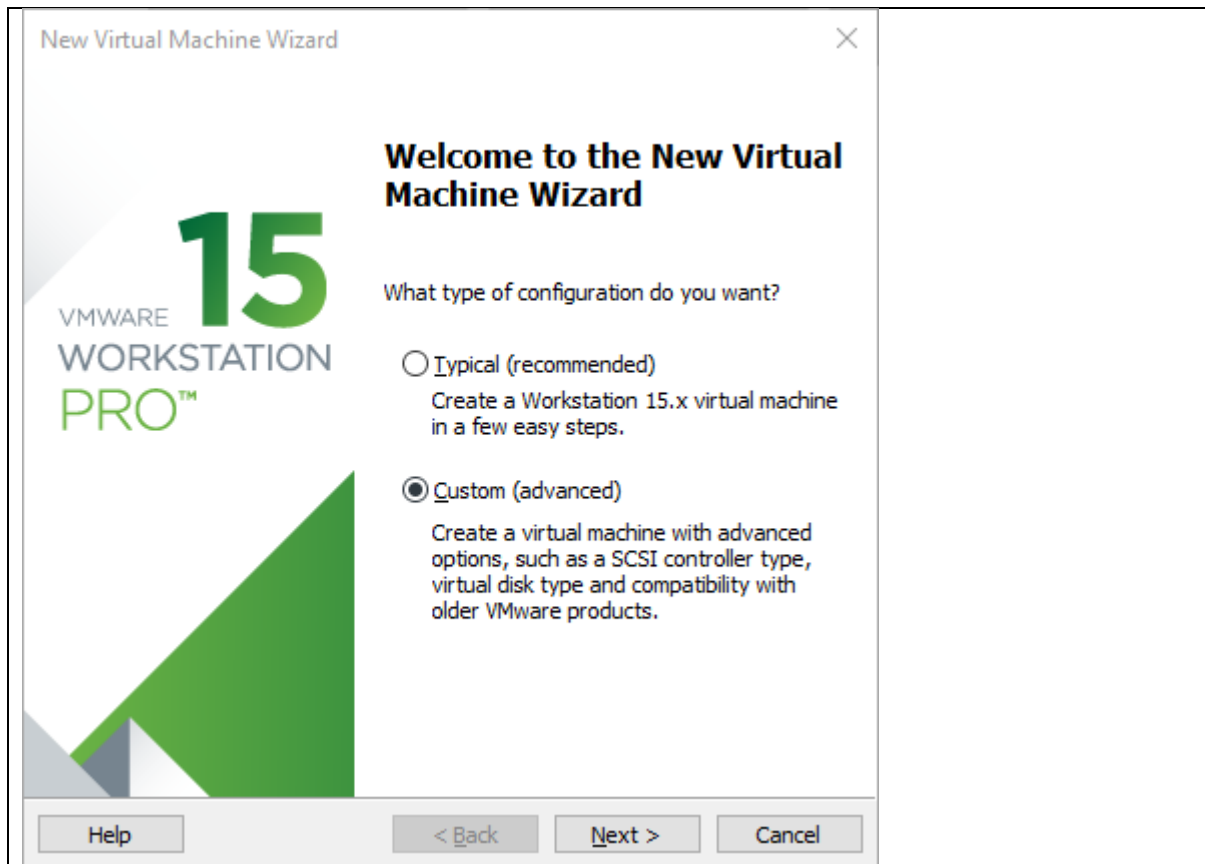 New Virtual Machine Wizard
Welcome to the New Virtual
Machine Wizard
15
VMWARE
WORKSTATION
PRO™
What type of configuration do you want?
Typical (recommended)
Create a Workstation 15.x virtual machine
in a few easy steps.
Custom (advanced)
Create a virtual machine with advanced
options, such as a SCSI controller type,
virtual disk type and compatibility with
older VMware products.
Help
< Back
Next >
Cancel